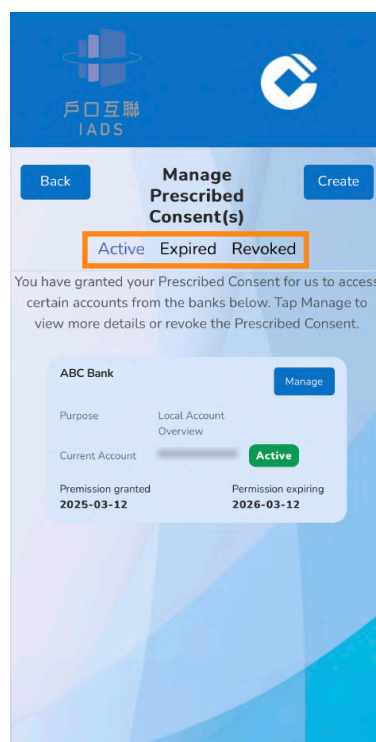 戶口互聯
IADS
Back
Manage
Prescribed
Consent(s)
Create
Active Expired Revoked
You have granted your Prescribed Consent for us to access
certain accounts from the banks below. Tap Manage to
view more details or revoke the Prescribed Consent.
ABC Bank
Manage
Purpose Local Account
Overview
Current Account Active
Premission granted Permission expiring
2025-03-12 2026-03-12